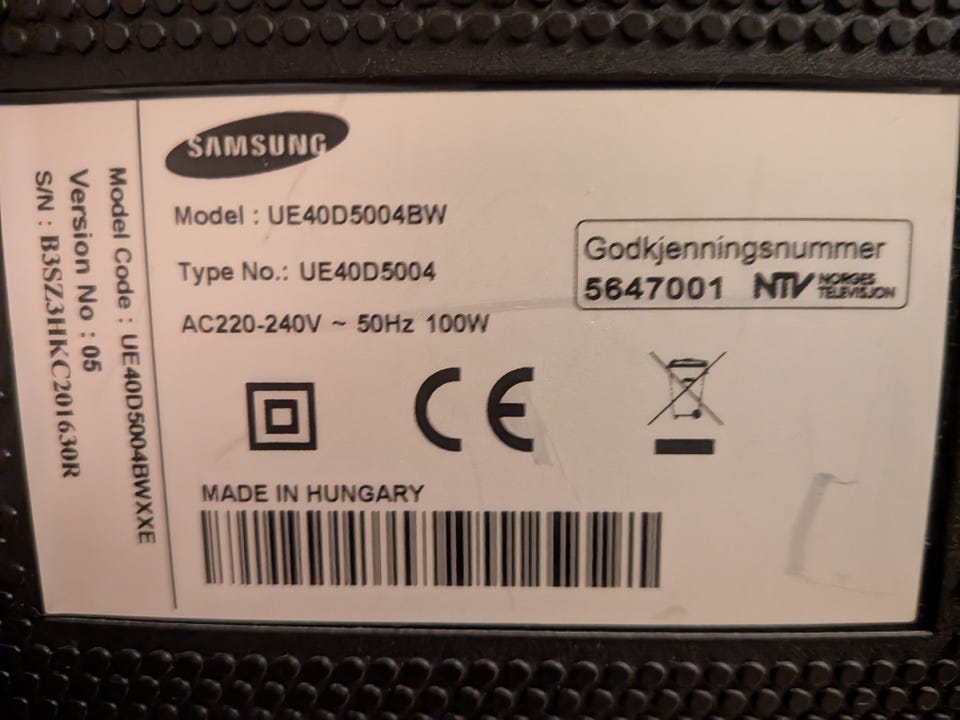 SAMSUNG
Model : UE40D5004BW
Type No.: UE40D5004
AC220-240V ~ 50Hz 100W
Godkjenningsnummer
5647001 NTV NORGES TELEVISJON
CE
MADE IN HUNGARY
Model Code : UE40D5004BWXXE
Version No : 05
S/N : B3SZ3HKC201630R